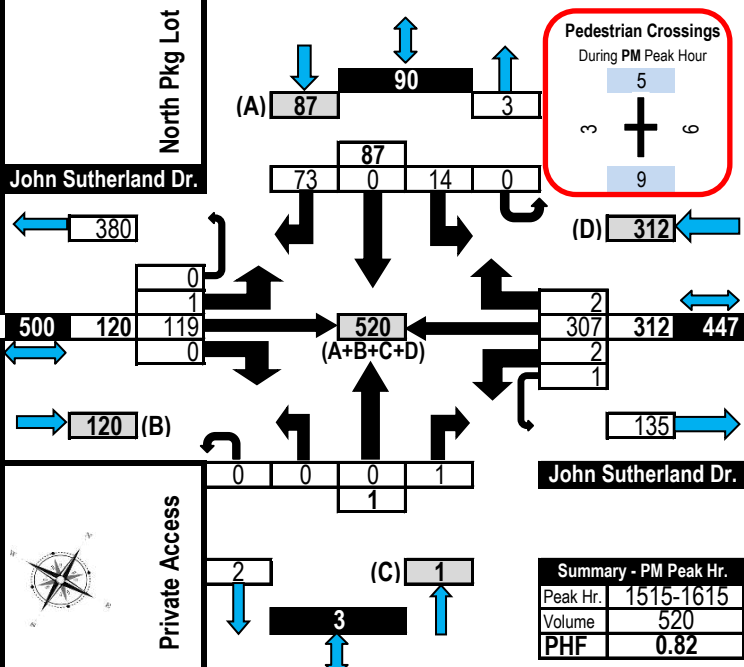 North Pkg Lot
Pedestrian Crossings
During PM Peak Hour
5
3
6
9
90
(A) 87
3
87
73 0 14 0
John Sutherland Dr.
380
(D) 312
0
1
500 120 119
0
520
(A+B+C+D)
2
307 312 447
2
1
120 (B)
135
0 0 0 1
1
John Sutherland Dr.
Private Access
2
(C) 1
3
Summary - PM Peak Hr.
Peak Hr. 1515-1615
Volume 520
PHF 0.82